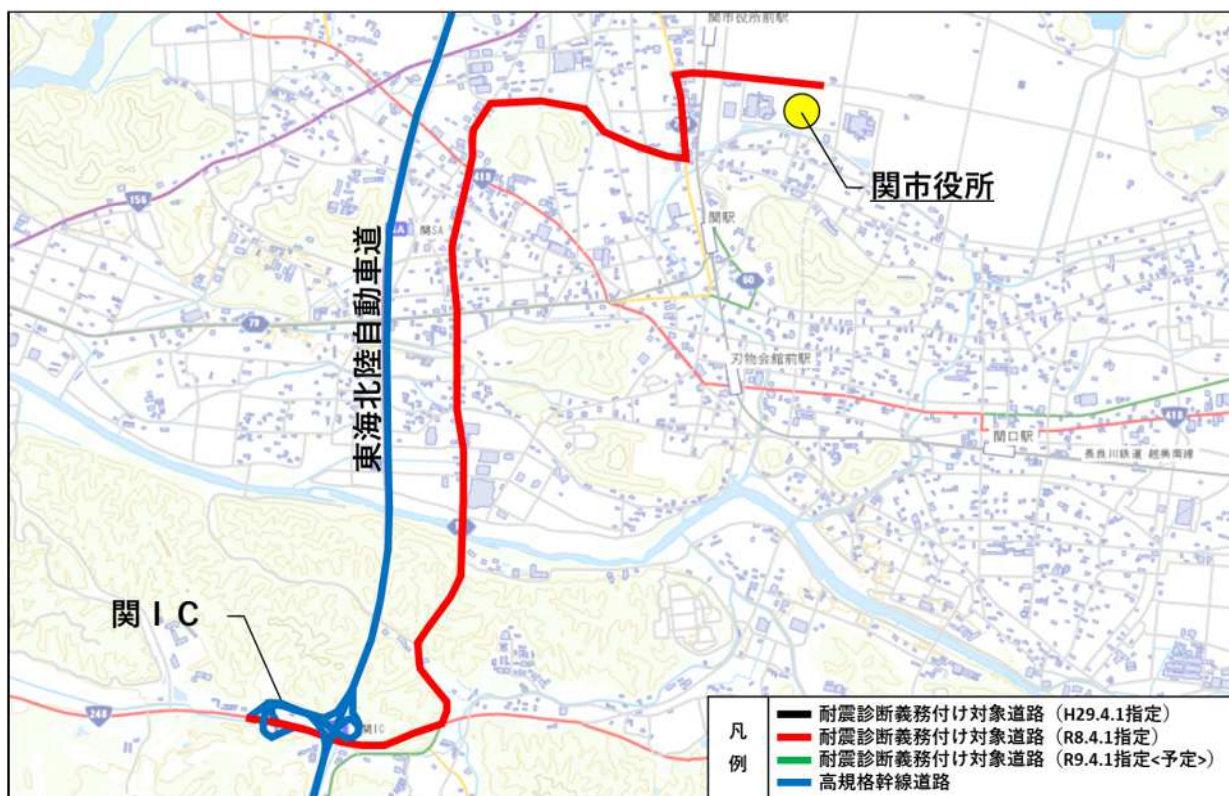 関市役所前駅
関市役所
156
418
SA
関SA
関駅
60
79
東海北陸自動車道
刃物会館前駅
418
関口駅
長良川鉄道 越美南線
関IC
248
関IC
凡例
耐震診断義務付け対象道路(H29.4.1指定)
耐震診断義務付け対象道路(R8.4.1指定)
耐震診断義務付け対象道路(R9.4.1指定<予定>)
高規格幹線道路